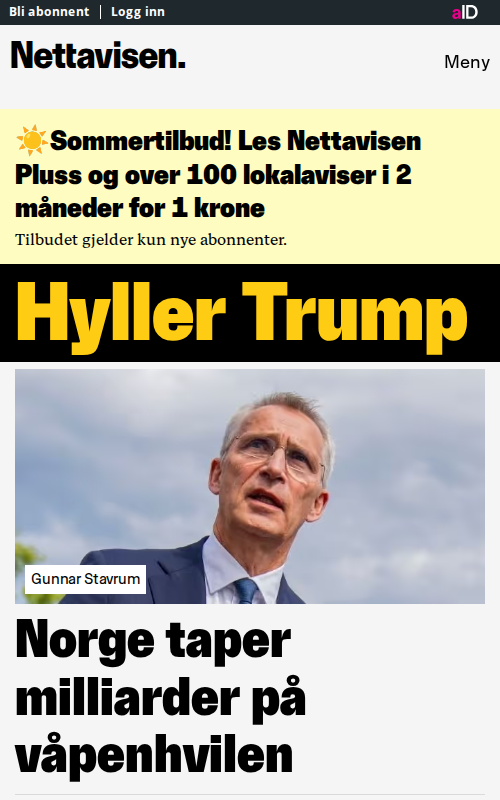 Bli abonnent | Logg inn
aID
Nettavisen.
Meny
☀️Sommertilbud! Les Nettavisen
Pluss og over 100 lokalaviser i 2
måneder for 1 krone
Tilbudet gjelder kun nye abonnenter.
Hyller Trump
Gunnar Stavrum
Norge taper
milliarder på
våpenhvilen